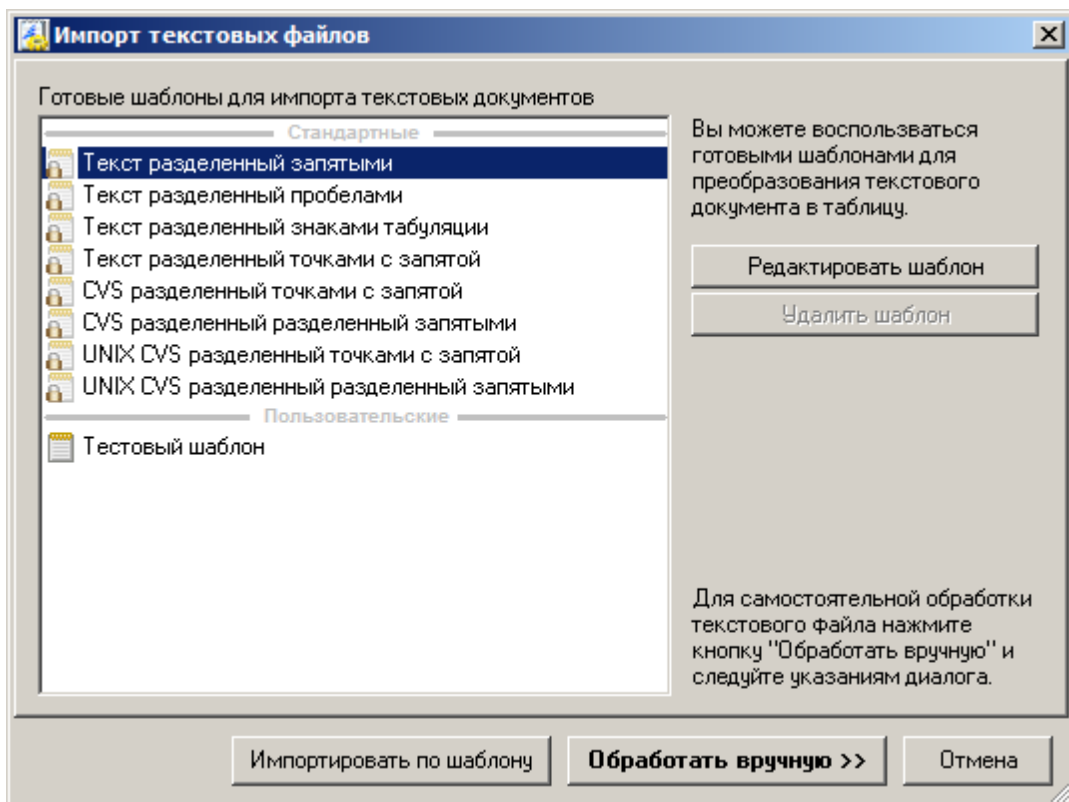 Импорт текстовых файлов
Готовые шаблоны для импорта текстовых документов
Стандартные
Текст разделенный запятыми
Текст разделенный пробелами
Текст разделенный знаками табуляции
Текст разделенный точками с запятой
CVS разделенный точками с запятой
CVS разделенный разделенный запятыми
UNIX CVS разделенный точками с запятой
UNIX CVS разделенный разделенный запятыми
Пользовательские
Тестовый шаблон
Вы можете воспользваться
готовыми шаблонами для
преобразования текстового
документа в таблицу.
Редактировать шаблон
Удалить шаблон
Для самостоятельной обработки
текстового файла нажмите
кнопку "Обработать вручную" и
следуйте указаниям диалога.
Импортировать по шаблону
Обработать вручную >>
Отмена